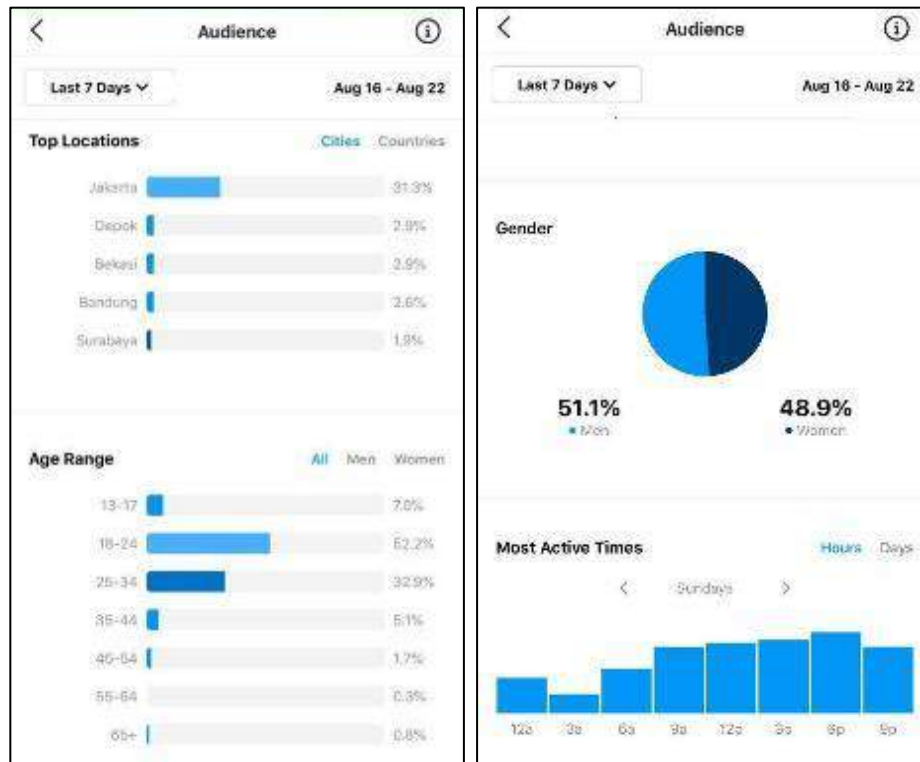 Audience
Last 7 Days
Aug 16 - Aug 22
Top Locations
Cities Countries
Jakarta 31.3%
Depok 2.9%
Bekasi 2.9%
Bandung 2.6%
Surabaya 1.9%
Age Range
All Men Women
13-17 7.0%
18-24 52.2%
25-34 32.9%
35-44 5.1%
45-54 1.7%
55-64 0.3%
65+ 0.8%
Audience
Last 7 Days
Aug 16 - Aug 22
Gender
51.1%
Men
48.9%
Women
Most Active Times
Hours Days
Sundays
12a 3a 6a 9a 12p 3p 6p 9p